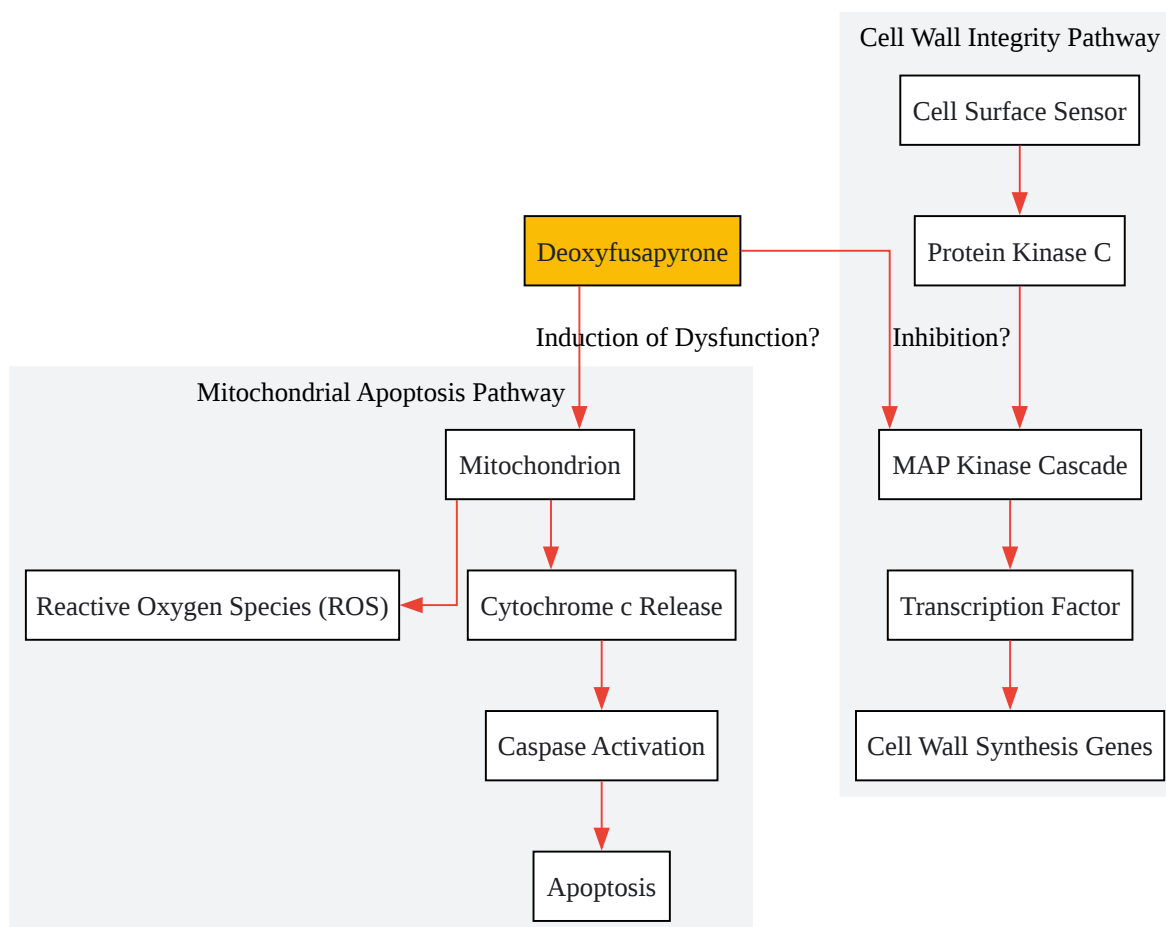 Cell Wall Integrity Pathway
Cell Surface Sensor
Deoxyfusapyrone
Protein Kinase C
Induction of Dysfunction?
Inhibition?
Mitochondrial Apoptosis Pathway
Mitochondrion
MAP Kinase Cascade
Reactive Oxygen Species (ROS)
Cytochrome c Release
Transcription Factor
Caspase Activation
Cell Wall Synthesis Genes
Apoptosis